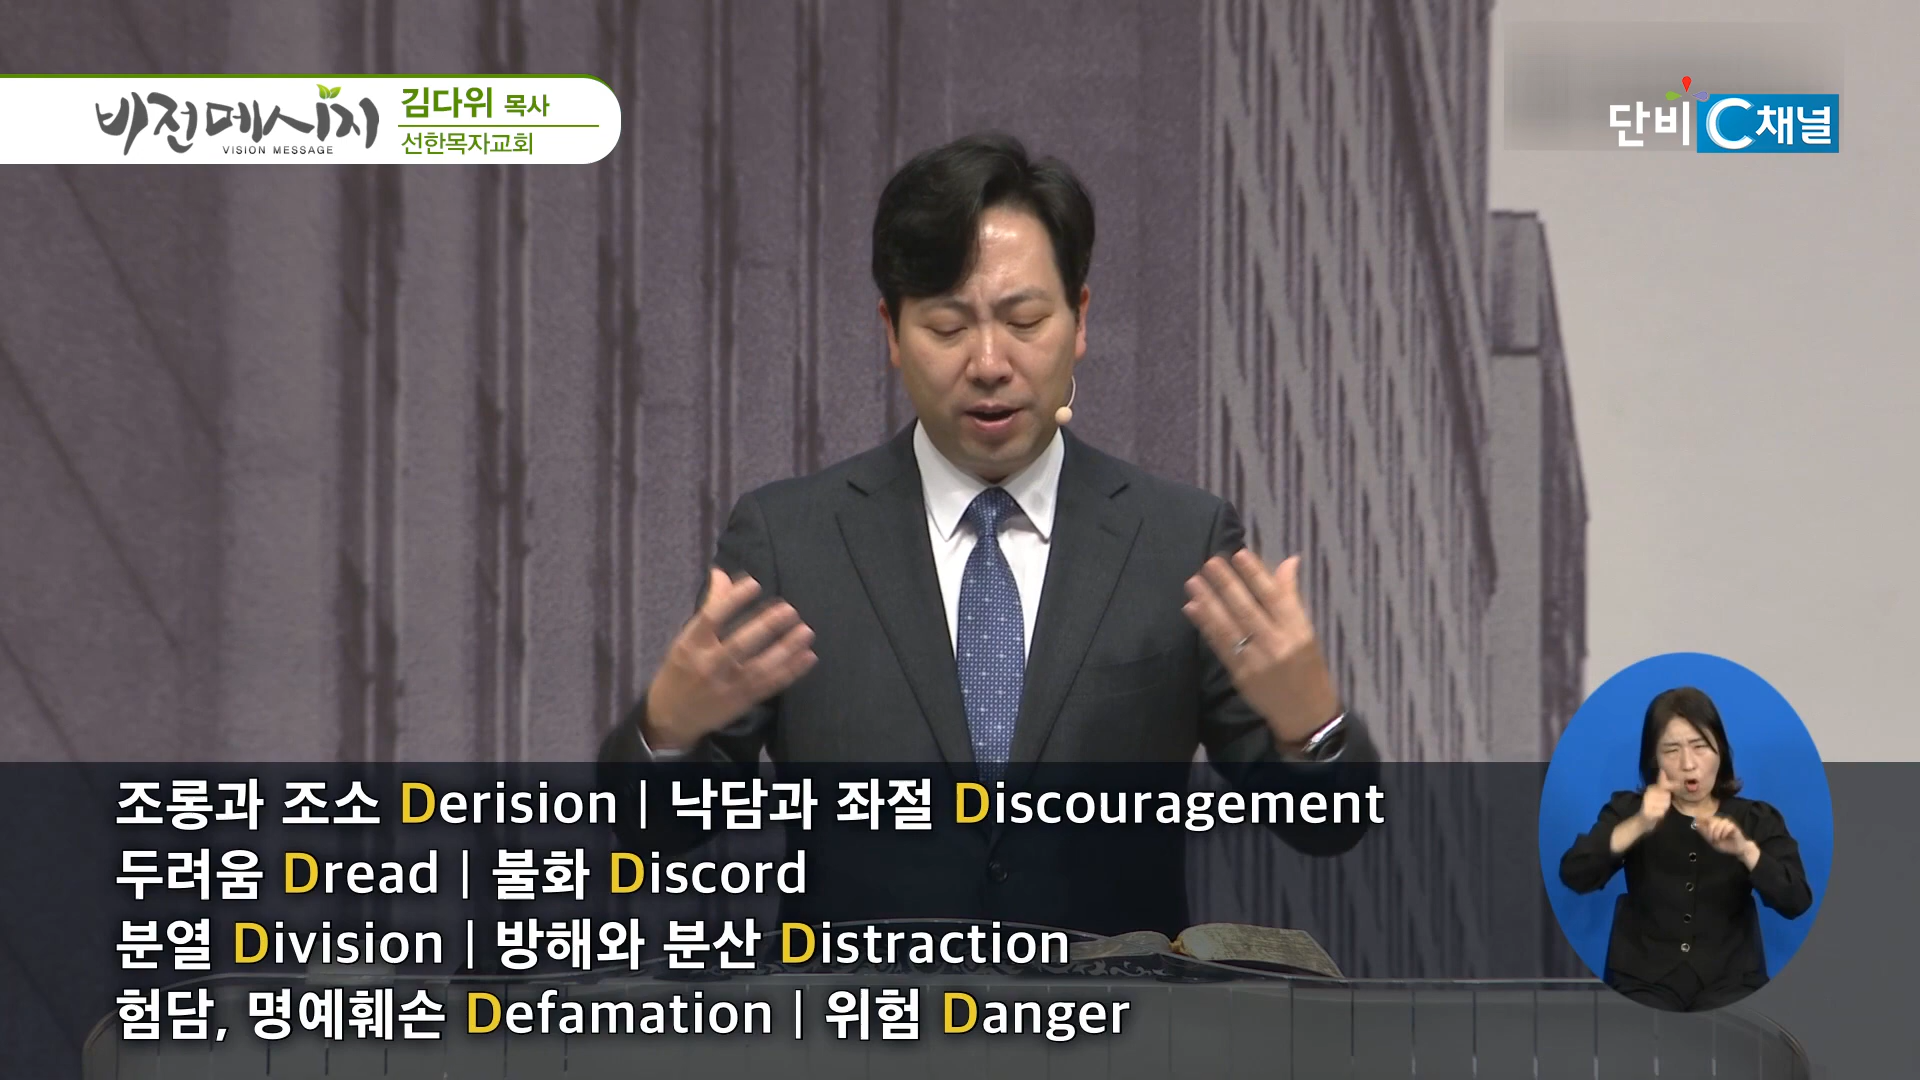 비전메시지
VISION MESSAGE
김다위 목사
선한목자교회
단비 C채널
조롱과 조소 Derision | 낙담과 좌절 Discouragement
두려움 Dread | 불화 Discord
분열 Division | 방해와 분산 Distraction
험담, 명예훼손 Defamation | 위험 Danger